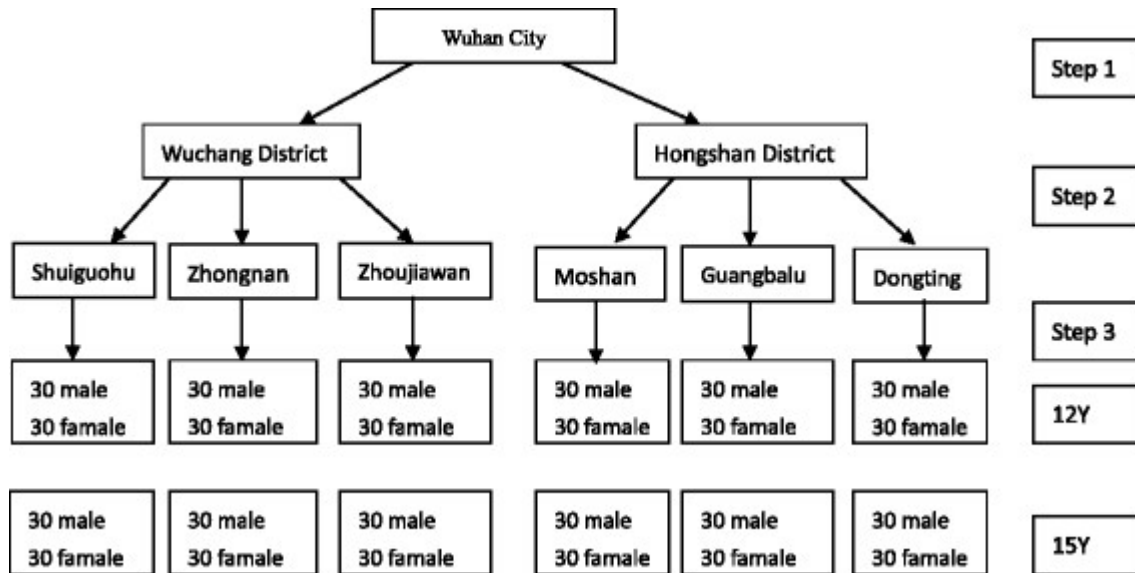 Wuhan City
Step 1
Wuchang District
Hongshan District
Step 2
Shuiguohu
Zhongnan
Zhoujiawan
Moshan
Guangbalu
Dongting
Step 3
30 male
30 famale
30 male
30 famale
30 male
30 famale
30 male
30 famale
30 male
30 famale
30 male
30 famale
12Y
30 male
30 famale
30 male
30 famale
30 male
30 famale
30 male
30 famale
30 male
30 famale
30 male
30 famale
15Y